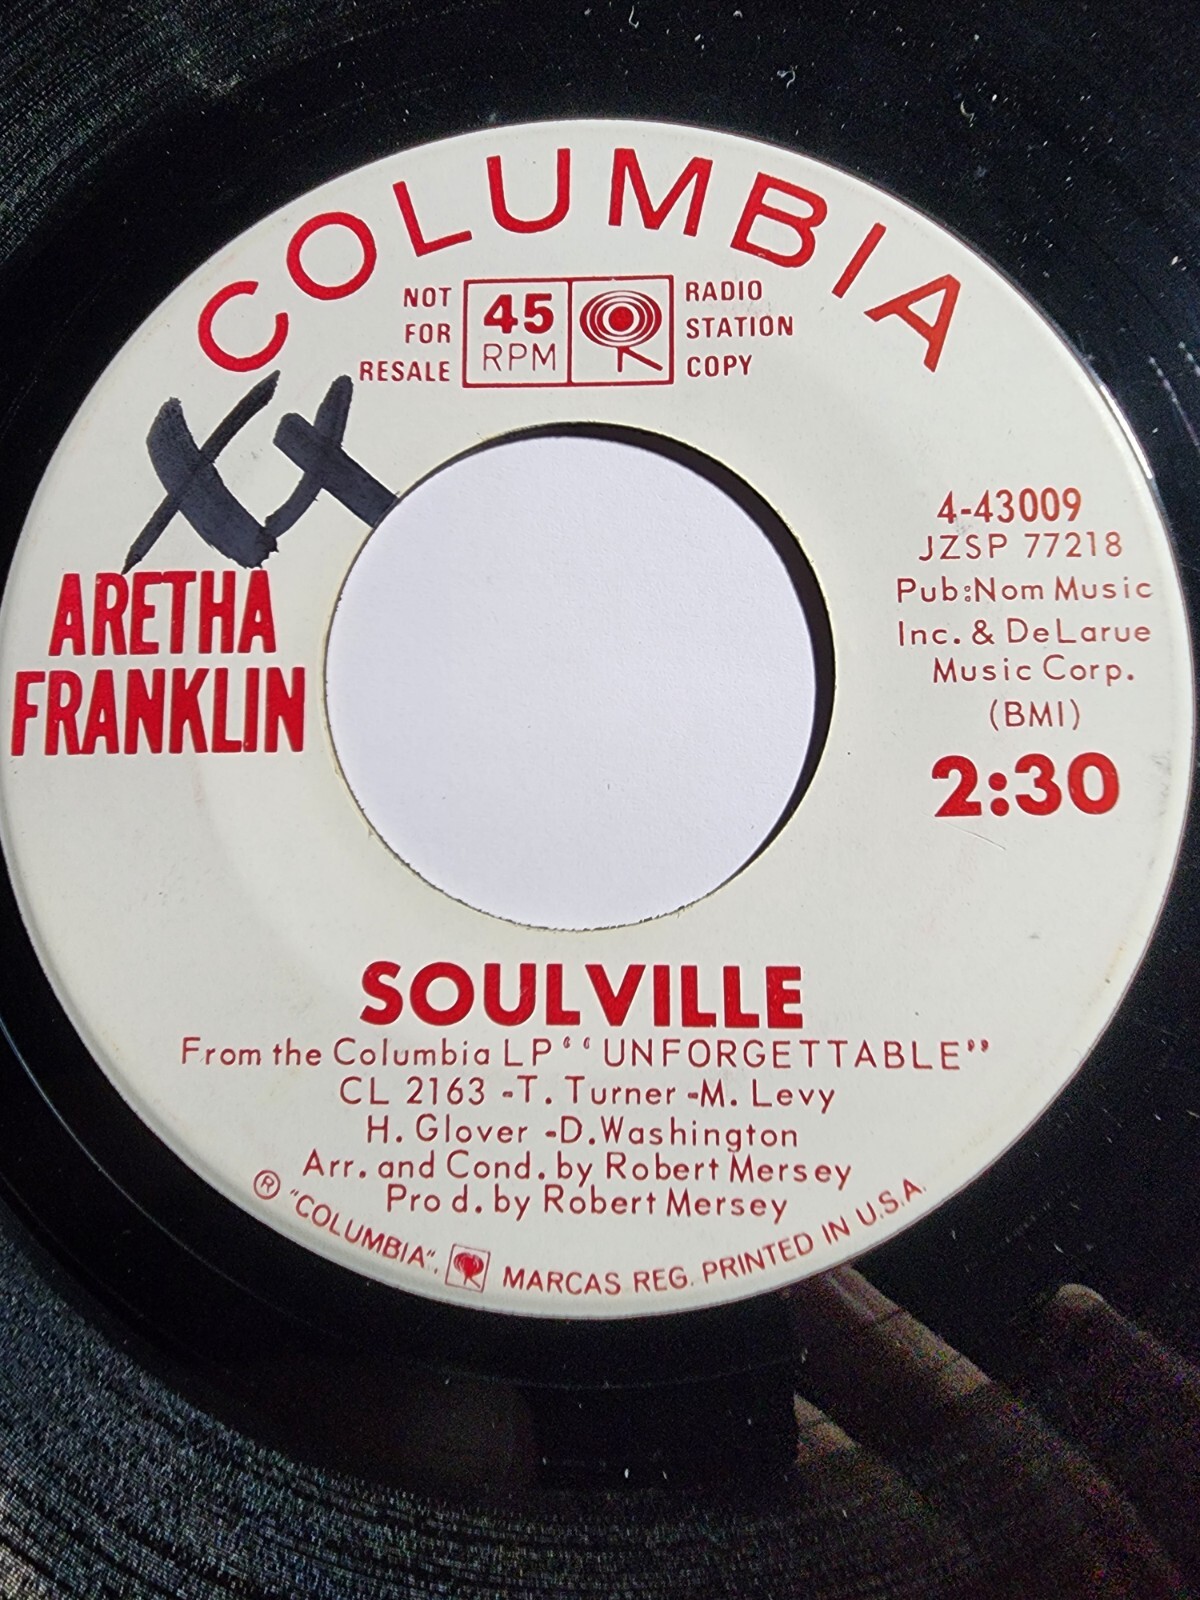 COLUMBIA
NOT
FOR
RESALE
45
RPM
RADIO
STATION
COPY
ARETHA
FRANKLIN
4-43009
JZSP 77218
Pub:Nom Music
Inc. & DeLarue
Music Corp.
(BMI)
2:30
SOULVILLE
From the Columbia LP “UNFORGETTABLE”
CL 2163 -T. Turner -M. Levy
H. Glover -D.Washington
Arr. and Cond. by Robert Mersey
Prod. by Robert Mersey
® "COLUMBIA", MARCAS REG. PRINTED IN U.S.A.